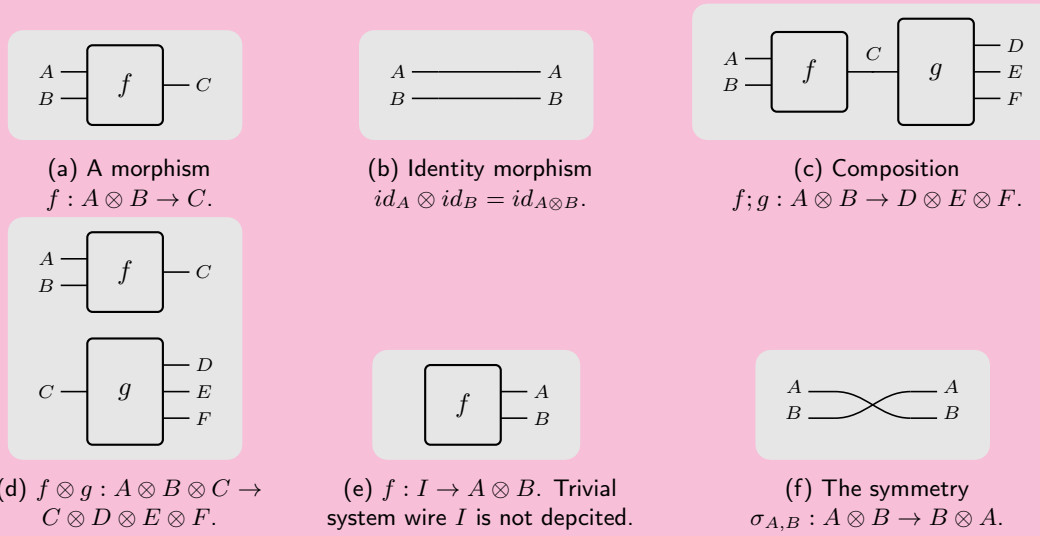 A
B
f
C
(a) A morphism
f : A ⊗ B → C.
A A
B B
(b) Identity morphism
id_A ⊗ id_B = id_{A⊗B}.
A
B
f
C
g
D
E
F
(c) Composition
f; g : A ⊗ B → D ⊗ E ⊗ F.
A
B
f
C
C
g
D
E
F
(d) f ⊗ g : A ⊗ B ⊗ C →
C ⊗ D ⊗ E ⊗ F.
f
A
B
(e) f : I → A ⊗ B. Trivial
system wire I is not depcited.
A A
B B
(f) The symmetry
σ_{A,B} : A ⊗ B → B ⊗ A.